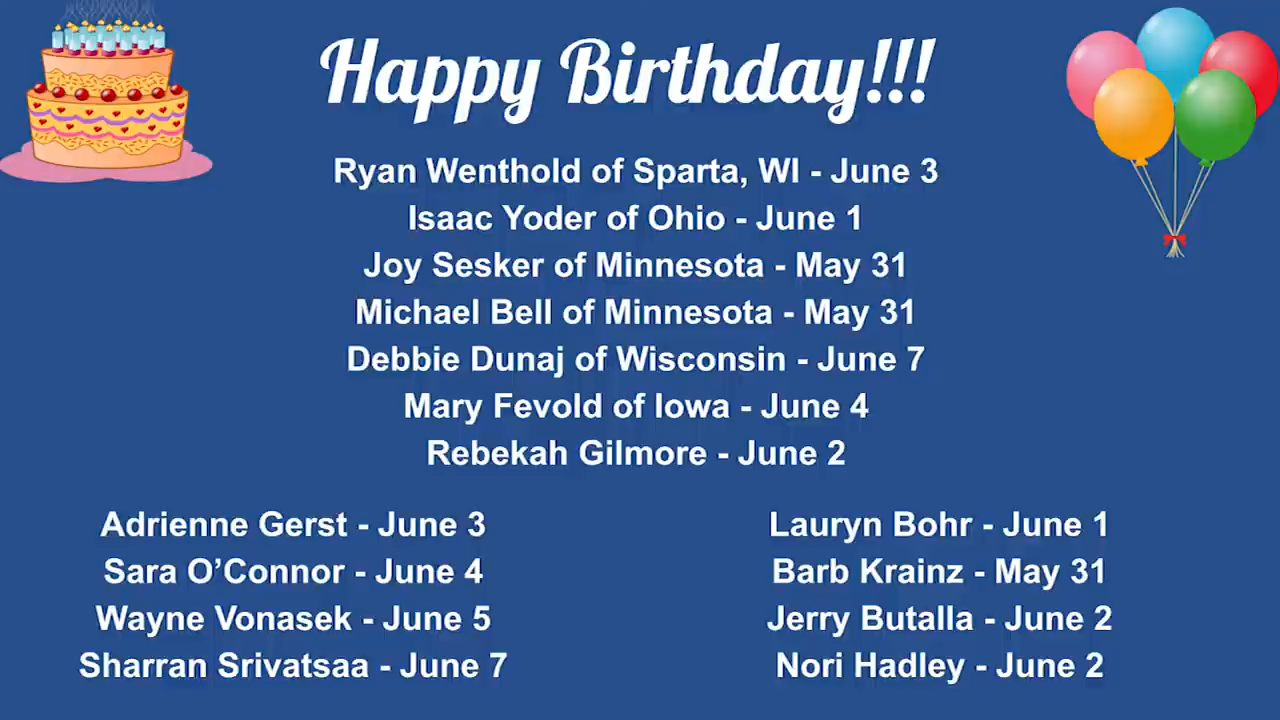 Happy Birthday!!!
Ryan Wenthold of Sparta, WI - June 3
Isaac Yoder of Ohio - June 1
Joy Sesker of Minnesota - May 31
Michael Bell of Minnesota - May 31
Debbie Dunaj of Wisconsin - June 7
Mary Fevold of Iowa - June 4
Rebekah Gilmore - June 2
Adrienne Gerst - June 3
Sara O’Connor - June 4
Wayne Vonasek - June 5
Sharran Srivatsaa - June 7
Lauryn Bohr - June 1
Barb Krainz - May 31
Jerry Butalla - June 2
Nori Hadley - June 2